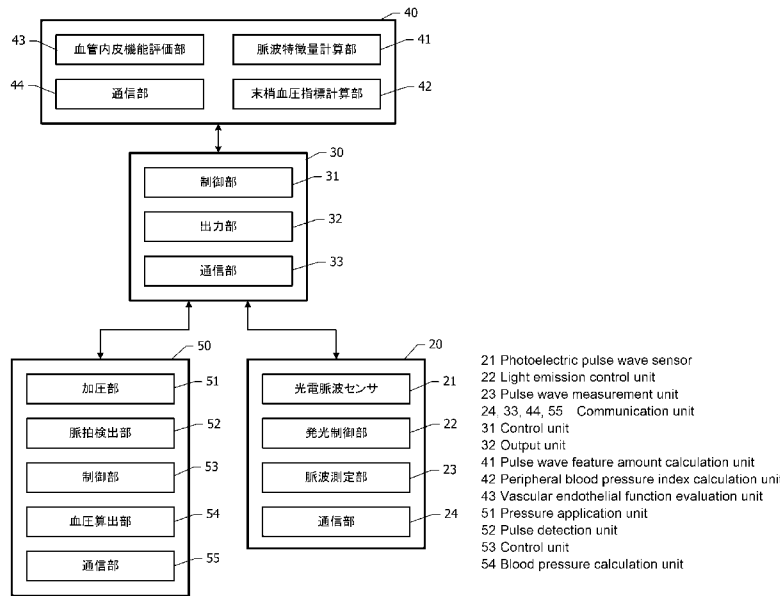 40
43 血管内皮機能評価部 脈波特徴量計算部 41
44 通信部 末梢血圧指標計算部 42
30
制御部 31
出力部 32
通信部 33
50
加圧部 51
脈拍検出部 52
制御部 53
血圧算出部 54
通信部 55
20
光電脈波センサ 21
発光制御部 22
脈波測定部 23
通信部 24
21 Photoelectric pulse wave sensor
22 Light emission control unit
23 Pulse wave measurement unit
24, 33, 44, 55 Communication unit
31 Control unit
32 Output unit
41 Pulse wave feature amount calculation unit
42 Peripheral blood pressure index calculation uni
43 Vascular endothelial function evaluation unit
51 Pressure application unit
52 Pulse detection unit
53 Control unit
54 Blood pressure calculation unit